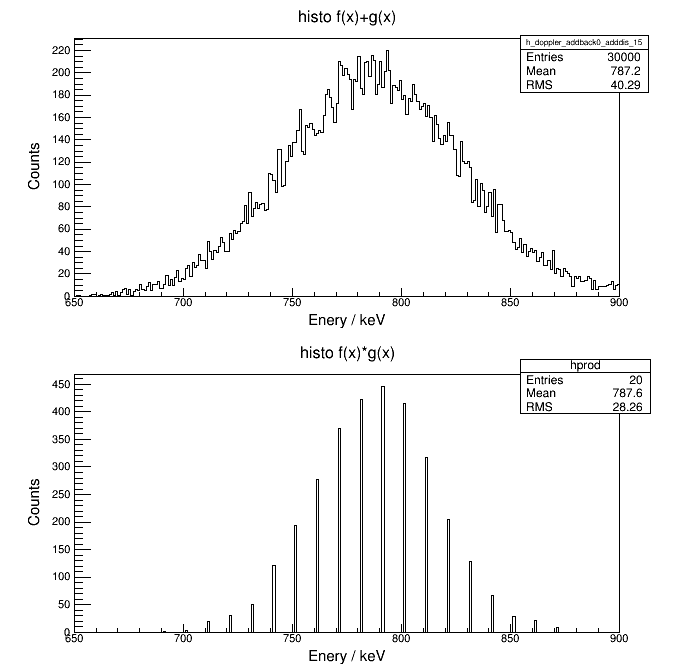 histo f(x)+g(x)
h_doppler_addback0_adddis_15
Entries 30000
Mean 787.2
RMS 40.29
220
200
180
160
140
120
100
80
60
40
20
0
Counts
650 700 750 800 850 900
Enery / keV
histo f(x)*g(x)
hprod
Entries 20
Mean 787.6
RMS 28.26
450
400
350
300
250
200
150
100
50
0
Counts
650 700 750 800 850 900
Enery / keV